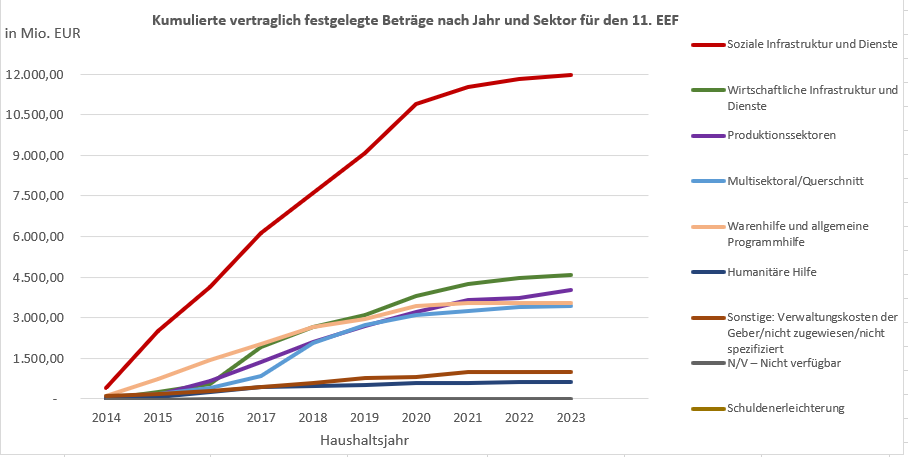 Kumulierte vertraglich festgelegte Beträge nach Jahr und Sektor für den 11. EEF
in Mio. EUR
12.000,00
10.500,00
9.000,00
7.500,00
6.000,00
4.500,00
3.000,00
1.500,00
-
2014 2015 2016 2017 2018 2019 2020 2021 2022 2023
Haushaltsjahr
Soziale Infrastruktur und Dienste
Wirtschaftliche Infrastruktur und
Dienste
Produktionssektoren
Multisektoral/Querschnitt
Warenhilfe und allgemeine
Programmhilfe
Humanitäre Hilfe
Sonstige: Verwaltungskosten der
Geber/nicht zugewiesen/nicht
spezifiziert
N/V – Nicht verfügbar
Schuldenerleichterung